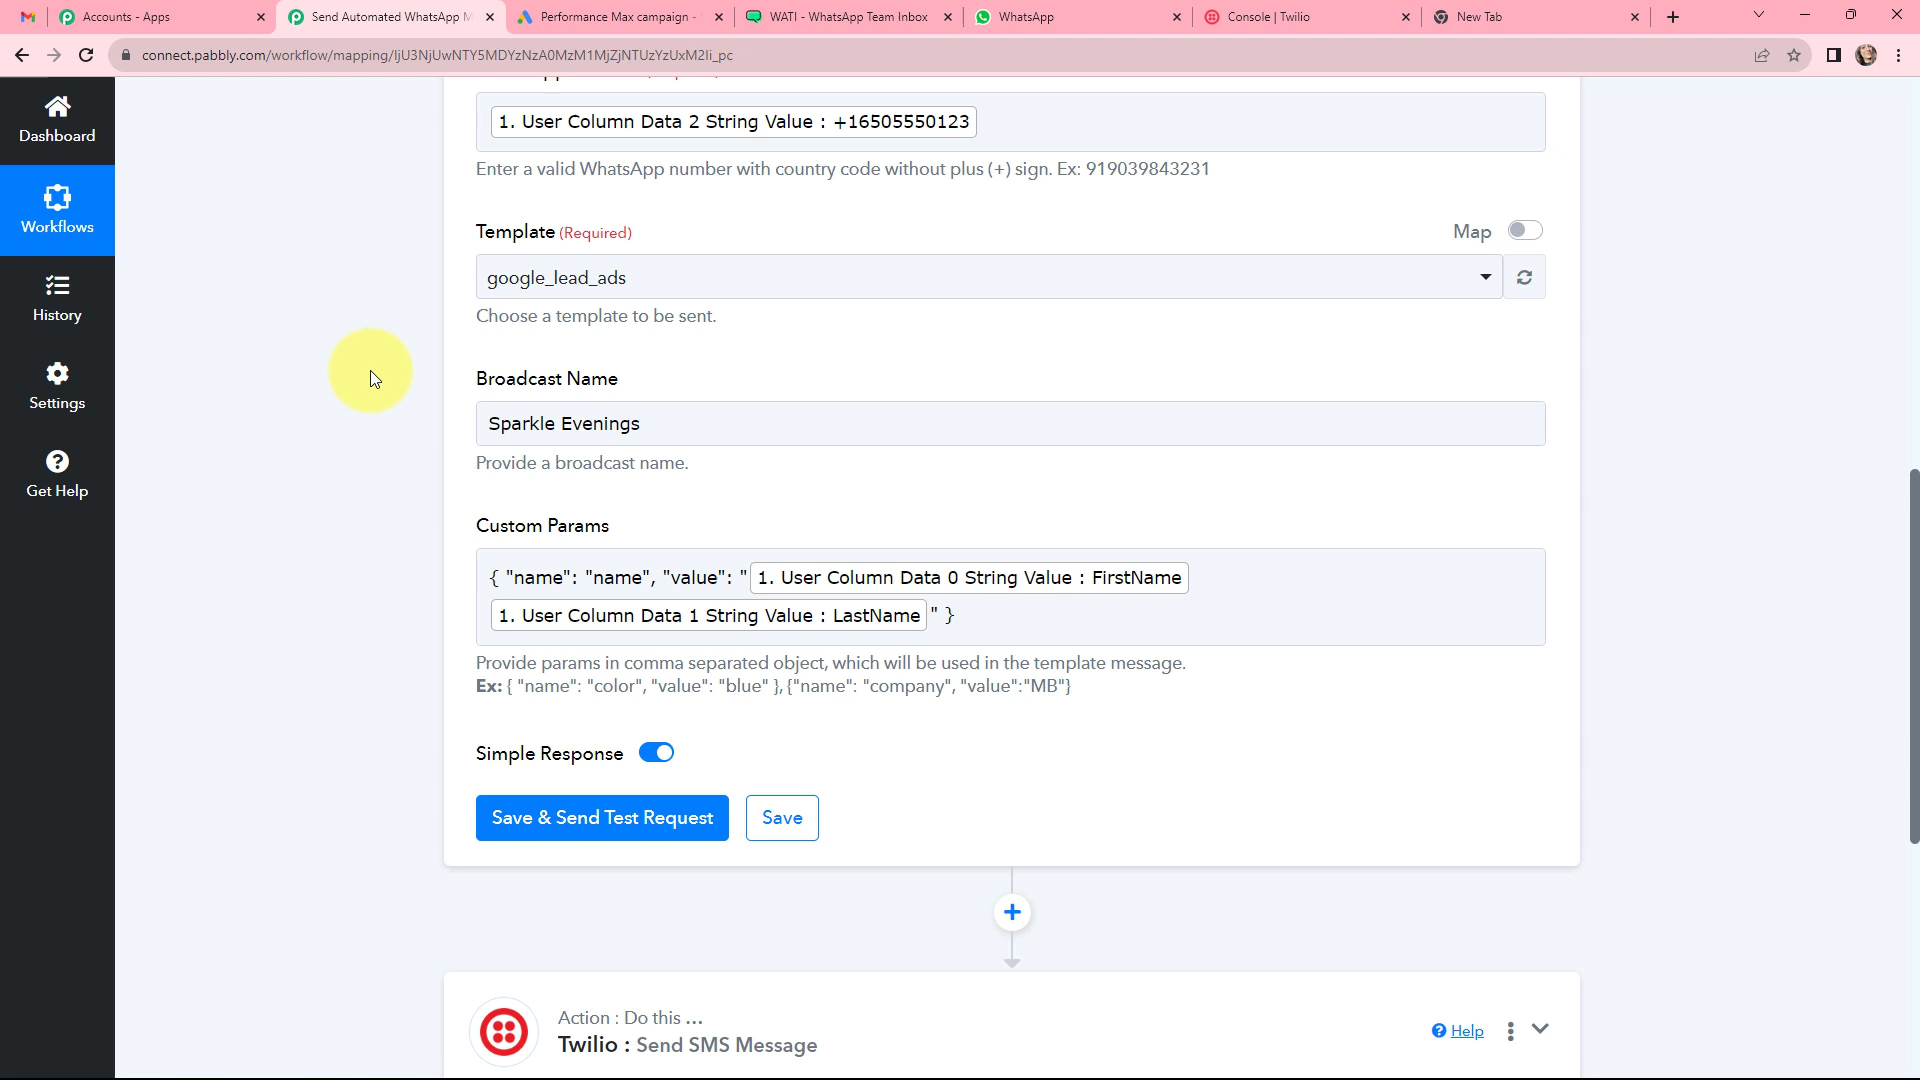 Accounts - Apps
Send Automated WhatsApp M
Performance Max campaign -
WATI - WhatsApp Team Inbox
WhatsApp
Console | Twilio
New Tab
Dashboard
Workflows
History
Settings
Get Help
1. User Column Data 2 String Value : +16505550123
Enter a valid WhatsApp number with country code without plus (+) sign. Ex: 919039843231
Template (Required)
Map
google_lead_ads
Choose a template to be sent.
Broadcast Name
Sparkle Evenings
Provide a broadcast name.
Custom Params
{ "name": "name", "value": " 1. User Column Data 0 String Value : FirstName
1. User Column Data 1 String Value : LastName " }
Provide params in comma separated object, which will be used in the template message.
Ex: { "name": "color", "value": "blue" }, {"name": "company", "value":"MB"}
Simple Response
Save & Send Test Request
Save
Action : Do this ...
Twilio : Send SMS Message
Help